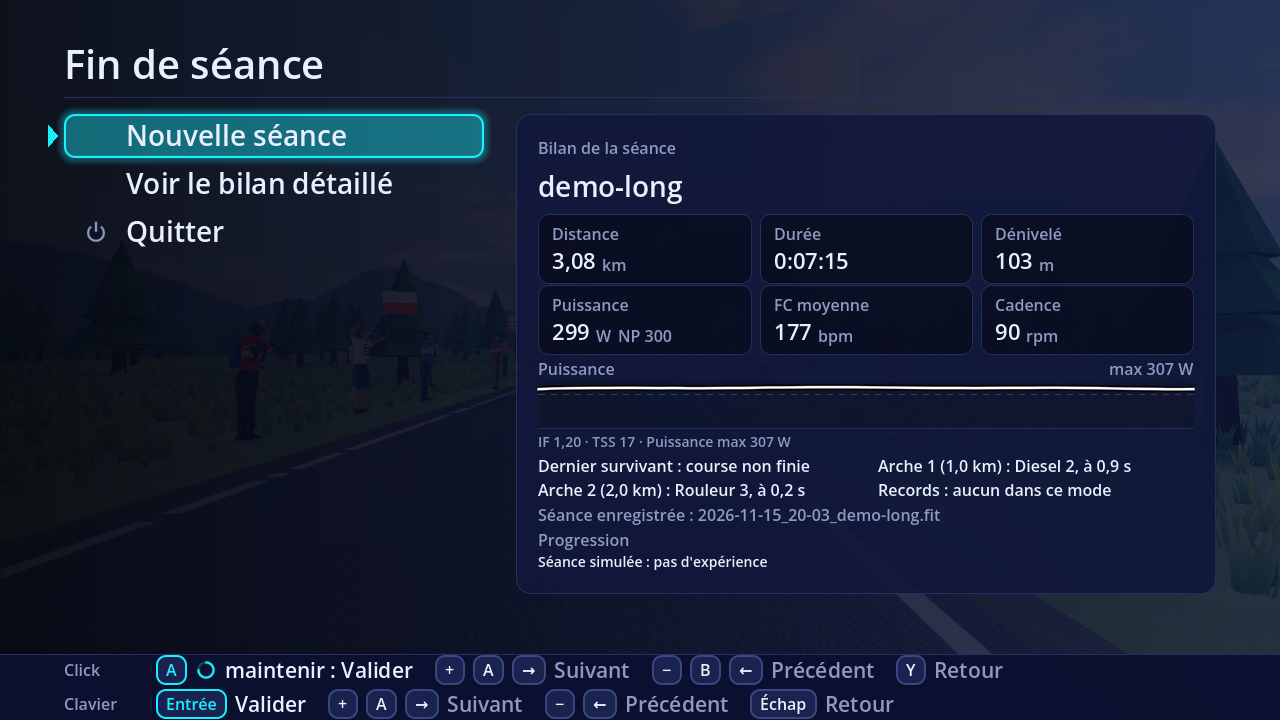 Fin de séance
Nouvelle séance
Voir le bilan détaillé
Quitter
Bilan de la séance
demo-long
Distance
3,08 km
Durée
0:07:15
Dénivelé
103 m
Puissance
299 W NP 300
FC moyenne
177 bpm
Cadence
90 rpm
Puissance
max 307 W
IF 1,20 · TSS 17 · Puissance max 307 W
Dernier survivant : course non finie
Arche 1 (1,0 km) : Diesel 2, à 0,9 s
Arche 2 (2,0 km) : Rouleur 3, à 0,2 s
Records : aucun dans ce mode
Séance enregistrée : 2026-11-15_20-03_demo-long.fit
Progression
Séance simulée : pas d'expérience
Click A maintenir : Valider + A → Suivant − B ← Précédent Y Retour
Clavier Entrée Valider + A → Suivant − ← Précédent Échap Retour